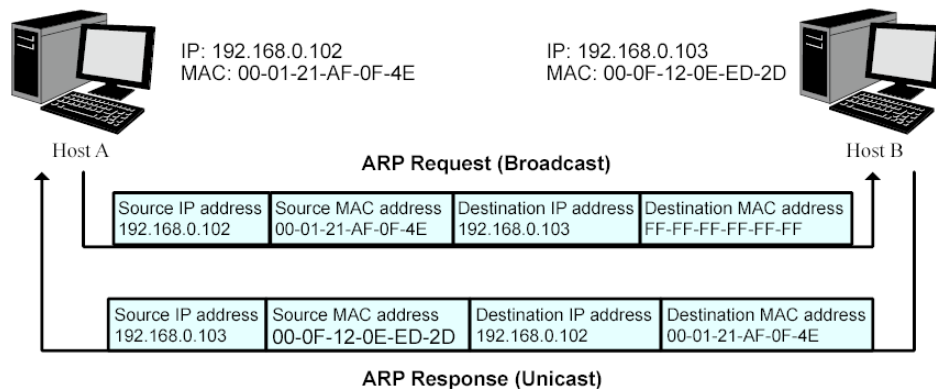 IP: 192.168.0.102
MAC: 00-01-21-AF-0F-4E
IP: 192.168.0.103
MAC: 00-0F-12-0E-ED-2D
Host A
Host B
ARP Request (Broadcast)
Source IP address
192.168.0.102
Source MAC address
00-01-21-AF-0F-4E
Destination IP address
192.168.0.103
Destination MAC address
FF-FF-FF-FF-FF-FF
Source IP address
192.168.0.103
Source MAC address
00-0F-12-0E-ED-2D
Destination IP address
192.168.0.102
Destination MAC address
00-01-21-AF-0F-4E
ARP Response (Unicast)